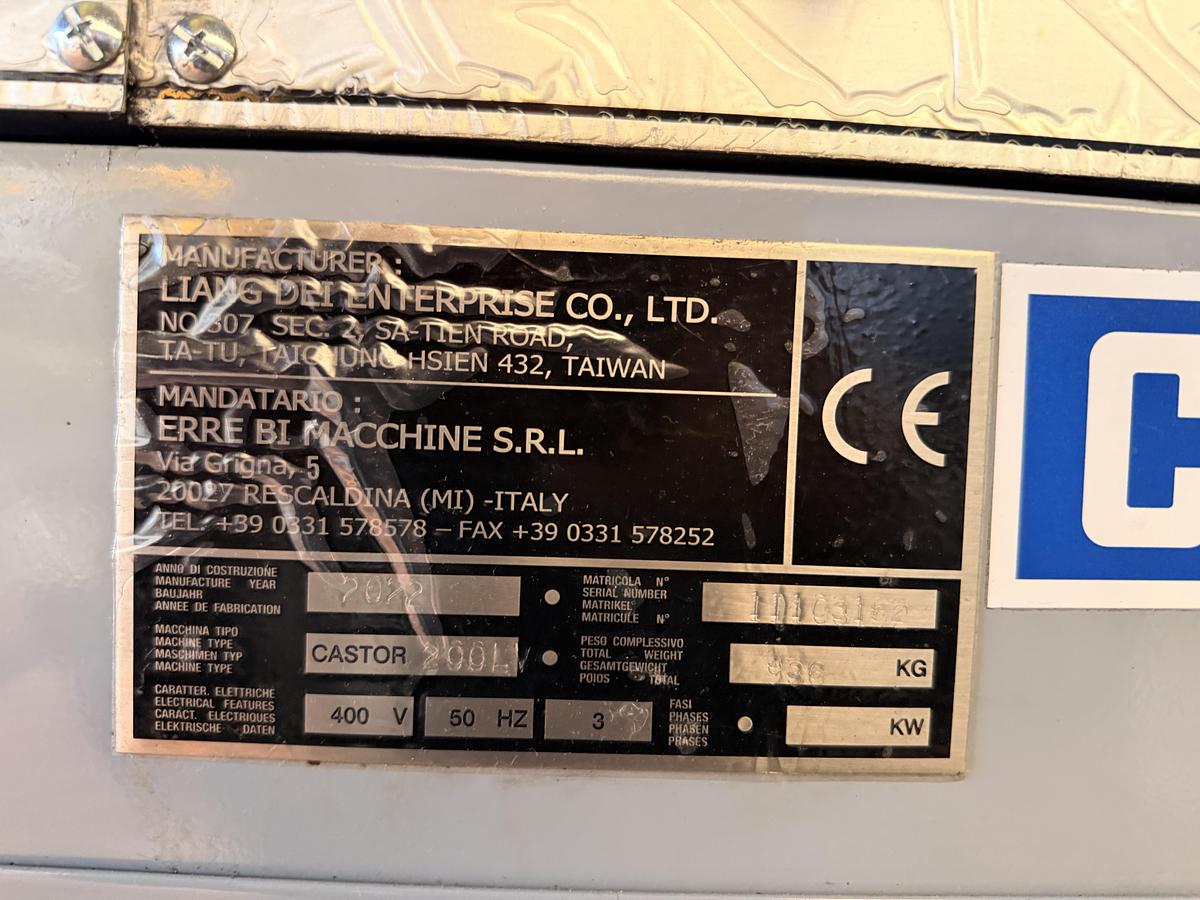 MANUFACTURER :
LIANG DEI ENTERPRISE CO., LTD.
NO 307, SEC. 2, SA-TIEN ROAD,
TA-TU, TAICHUNG HSIEN 432, TAIWAN
MANDATARIO :
ERRE BI MACCHINE S.R.L.
Via Grigna, 5
20027 RESCALDINA (MI) -ITALY
TEL. +39 0331 578578 – FAX +39 0331 578252
CE
ANNO DI COSTRUZIONE
MANUFACTURE YEAR
BAUJAHR
ANNEE DE FABRICATION
2022
MATRICOLA N°
SERIAL NUMBER
MATRIKEL
MATRICULE N°
MACCHINA TIPO
MACHINE TYPE
MASCHIMEN TYP
MACHINE TYPE
CASTOR 200LV
PESO COMPLESSIVO
TOTAL WEIGHT
GESAMTGEWICHT
POIOS TOTAL
KG
CARATTER. ELETTRICHE
ELECTRICAL FEATURES
CARACT. ELECTRIQUES
ELEKTRISCHE DATEN
400 V
50 HZ
3
FASI
PHASES
PHASEN
PRASES
KW